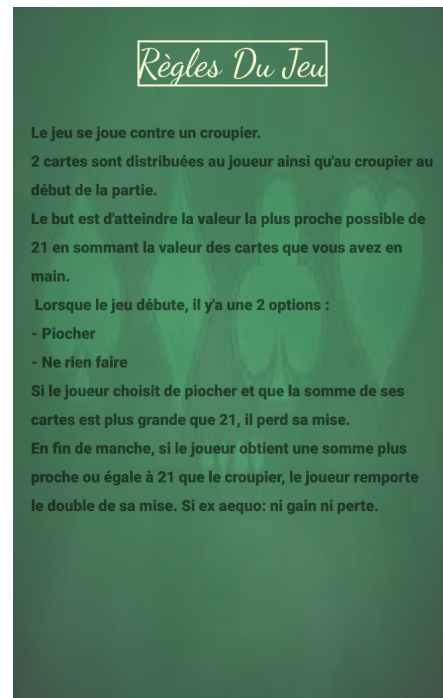 Règles Du Jeu
Le jeu se joue contre un croupier.
2 cartes sont distribuées au joueur ainsi qu'au croupier au
début de la partie.
Le but est d'atteindre la valeur la plus proche possible de
21 en sommant la valeur des cartes que vous avez en
main.
Lorsque le jeu débute, il y'a une 2 options :
- Piocher
- Ne rien faire
Si le joueur choisit de piocher et que la somme de ses
cartes est plus grande que 21, il perd sa mise.
En fin de manche, si le joueur obtient une somme plus
proche ou égale à 21 que le croupier, le joueur remporte
le double de sa mise. Si ex aequo: ni gain ni perte.